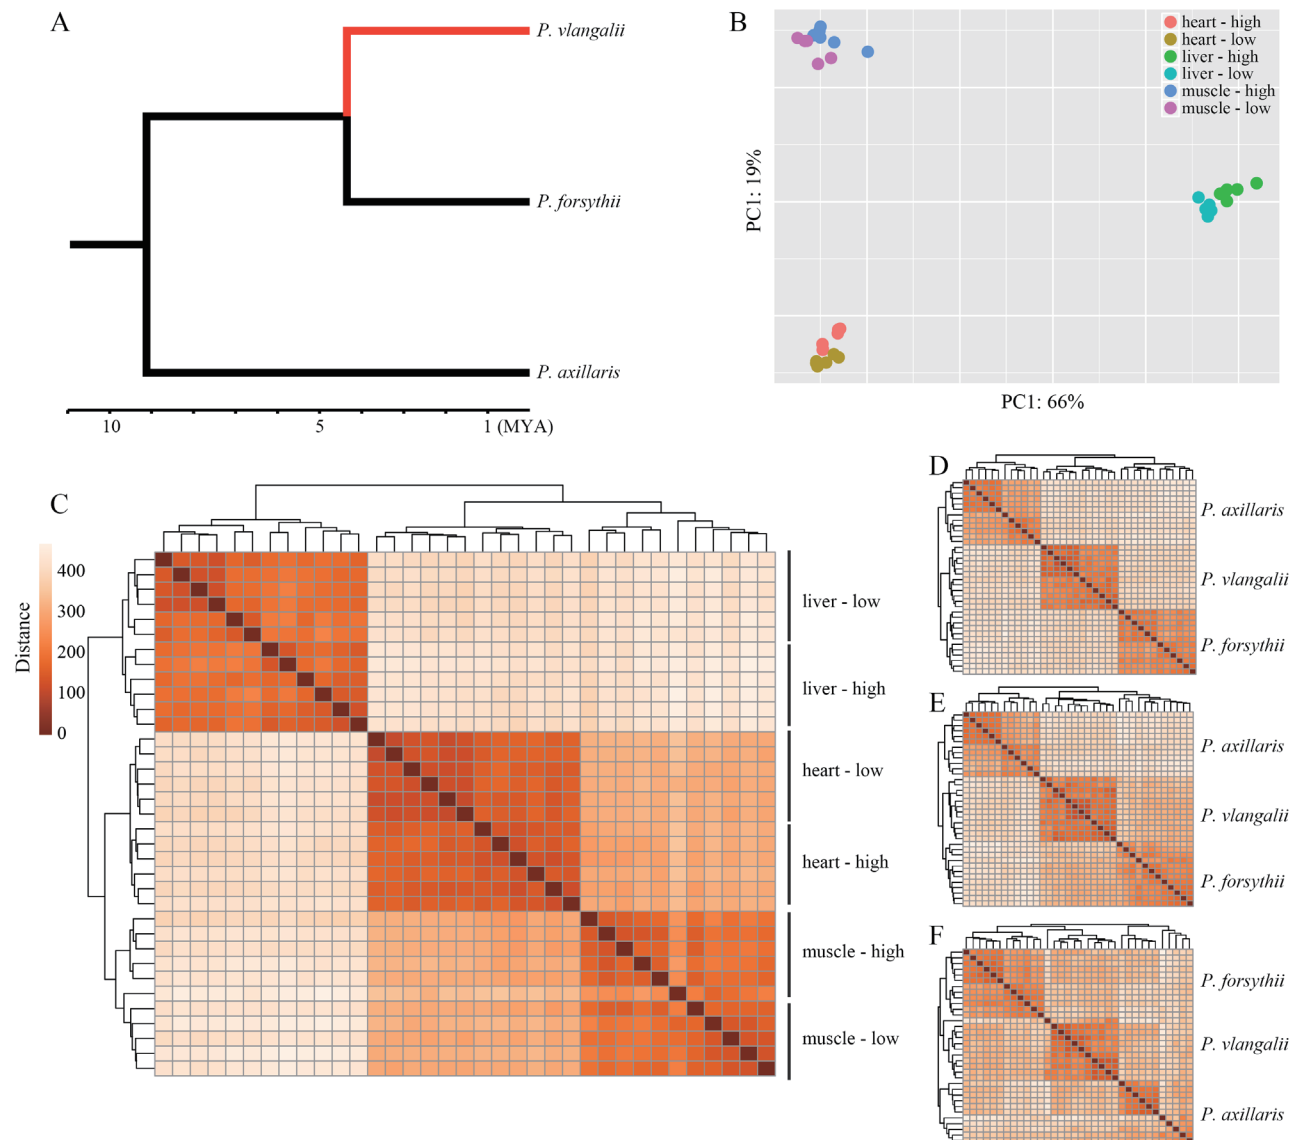 A
P. vlangalii
P. forsythii
P. axillaris
10
5
1 (MYA)
B
heart - high
heart - low
liver - high
liver - low
muscle - high
muscle - low
PC1: 19%
PC1: 66%
C
Distance
400
300
200
100
0
liver - low
liver - high
heart - low
heart - high
muscle - high
muscle - low
D
P. axillaris
P. vlangalii
P. forsythii
E
P. axillaris
P. vlangalii
P. forsythii
F
P. forsythii
P. vlangalii
P. axillaris